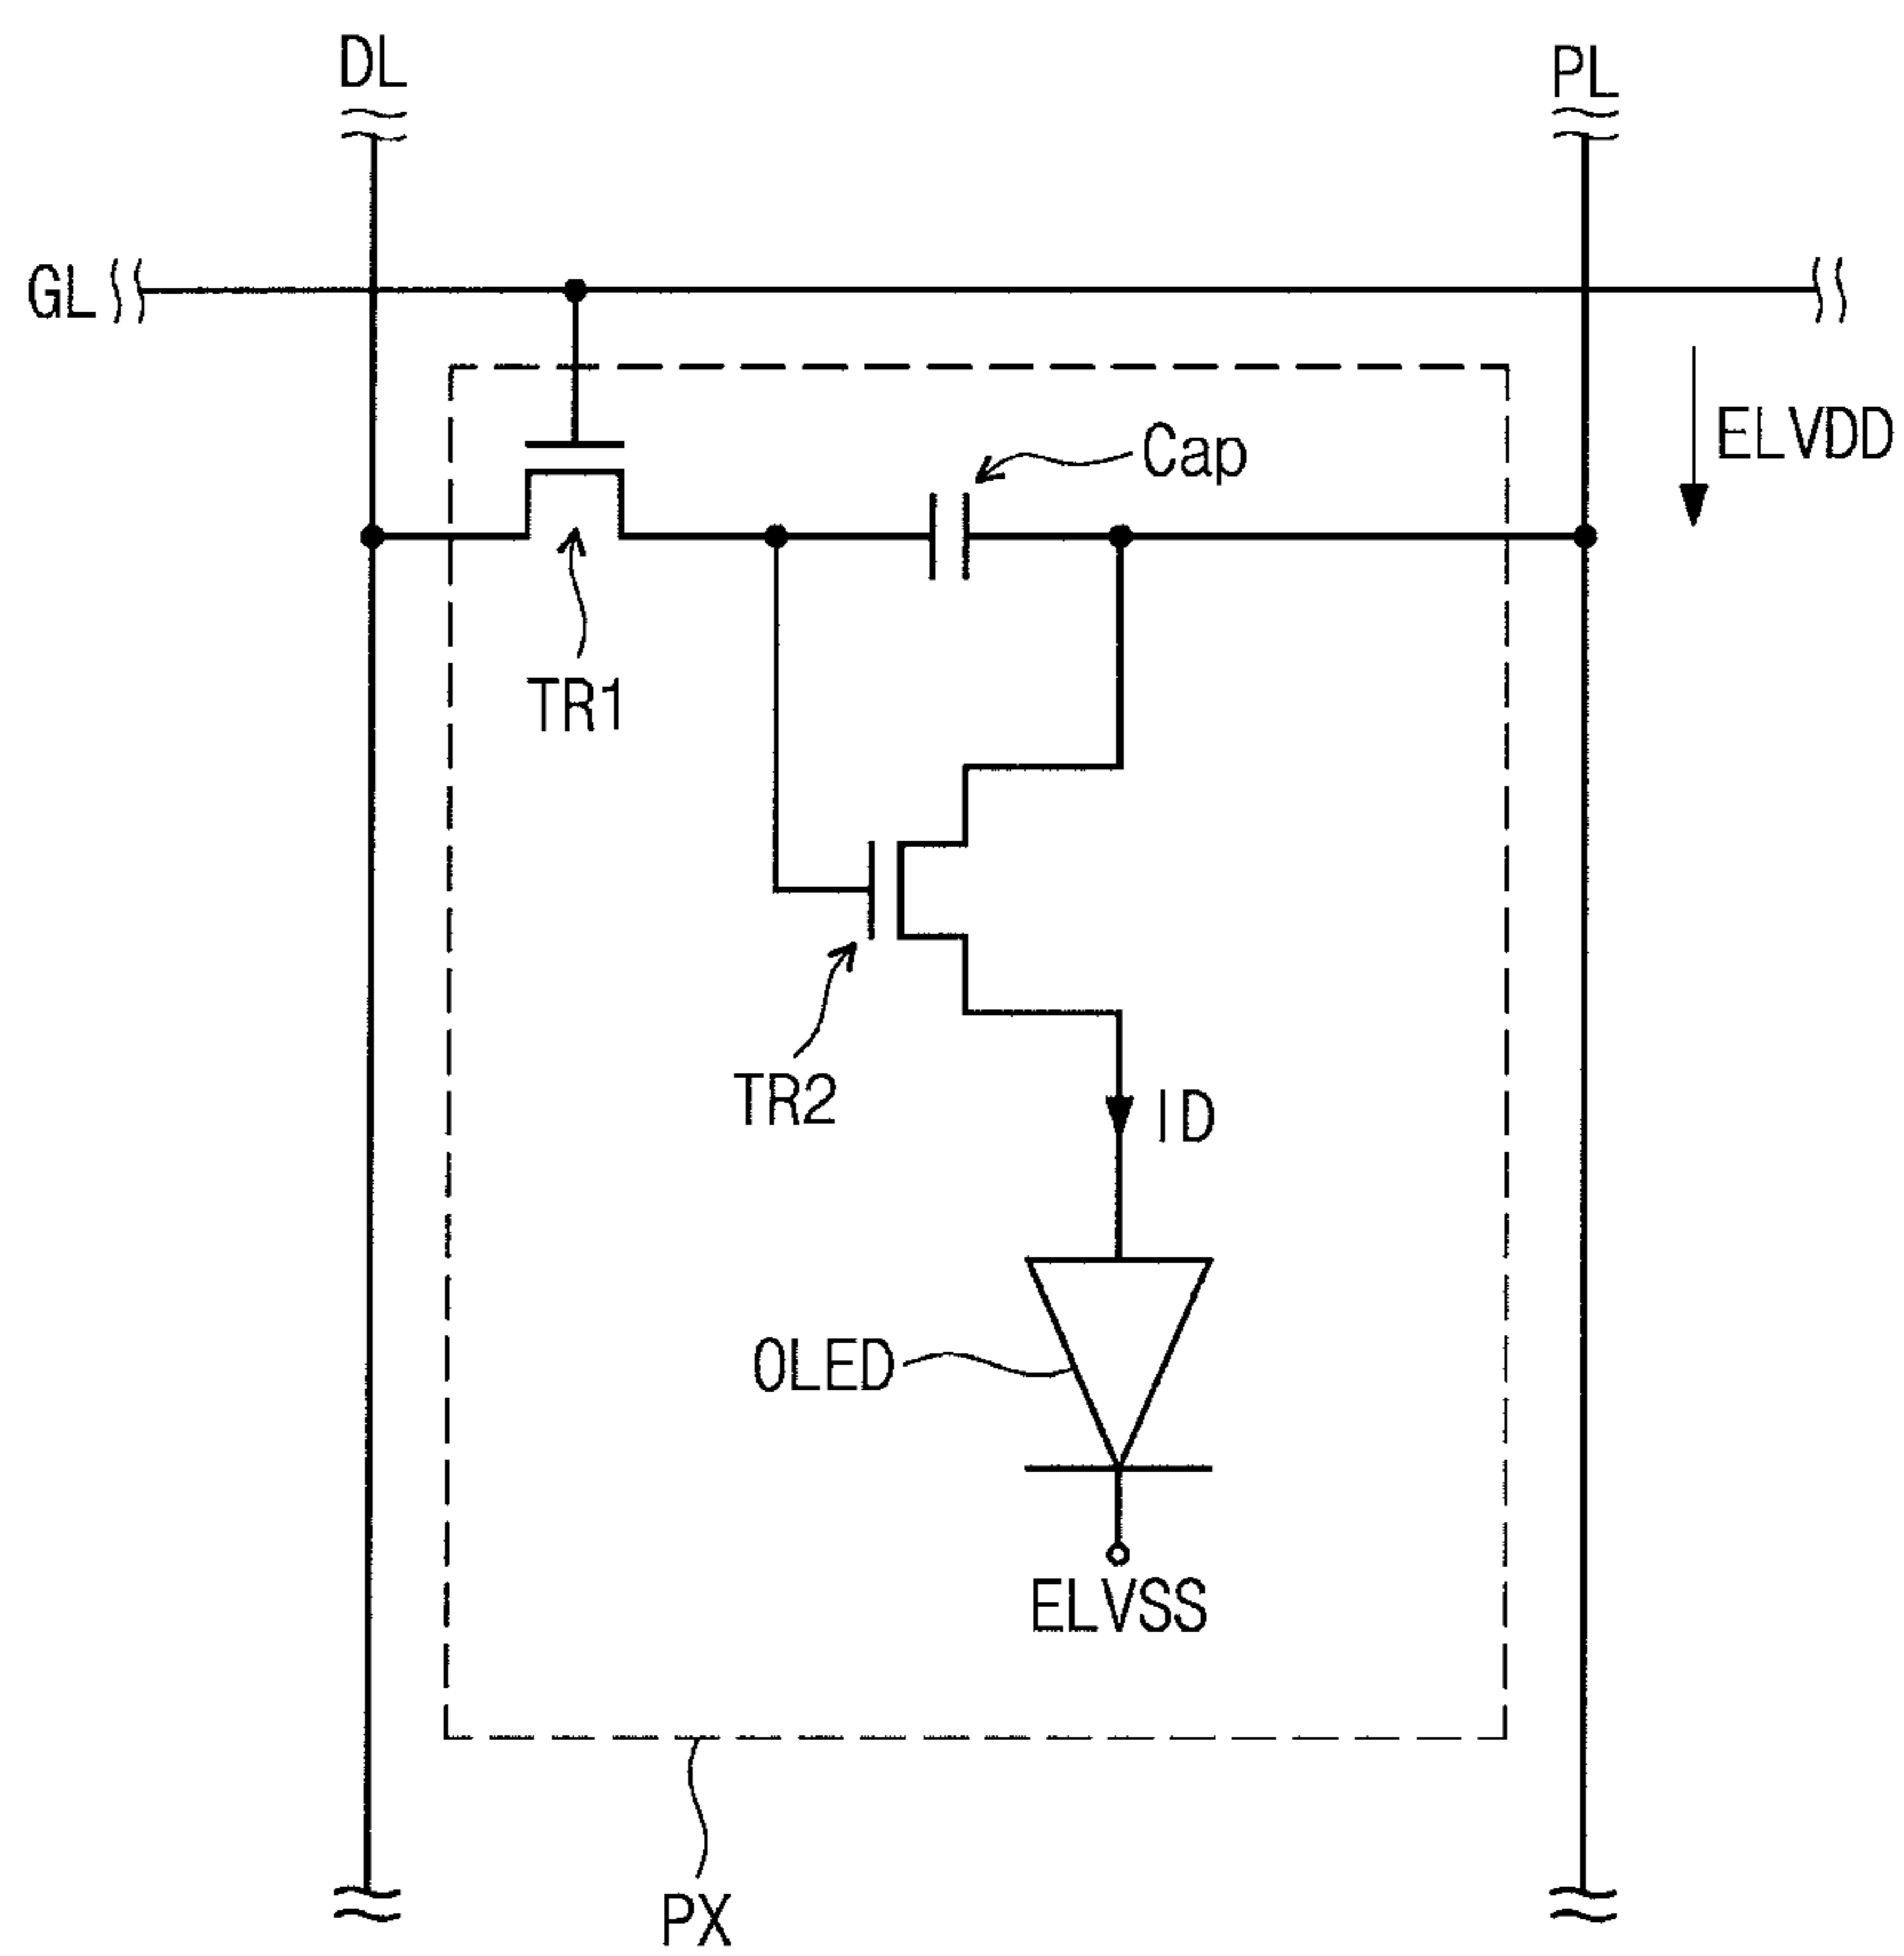 DL
PL
GL
ELVDD
Cap
TR1
TR2
ID
OLED
ELVSS
PX